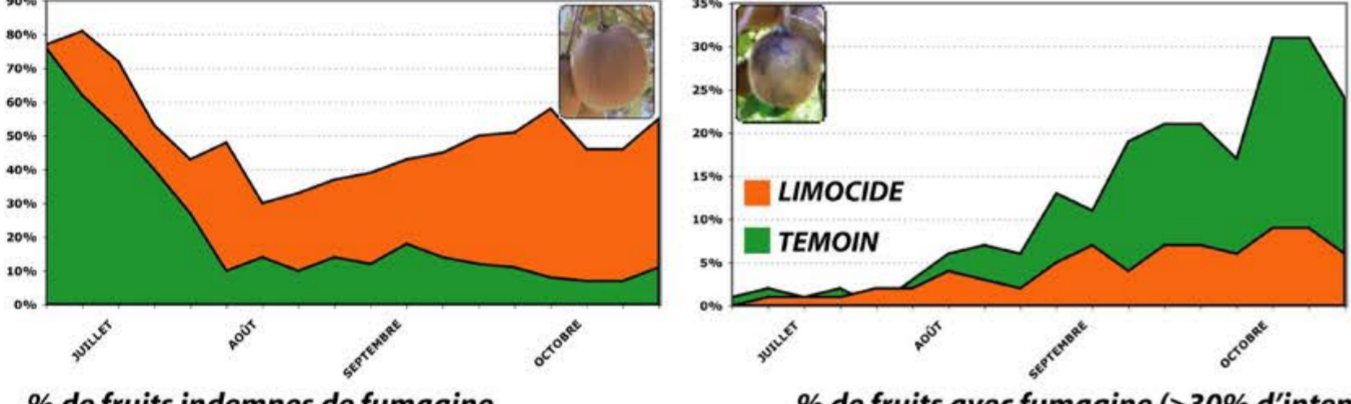 90%
80%
70%
60%
50%
40%
30%
20%
10%
0%
JUILLET
AOÛT
SEPTEMBRE
OCTOBRE
% de fruits indemnes de fumagine
35%
30%
25%
20%
15%
10%
5%
0%
LIMOCIDE
TEMOIN
JUILLET
AOÛT
SEPTEMBRE
OCTOBRE
% de fruits avec fumagine (>30% d'inten